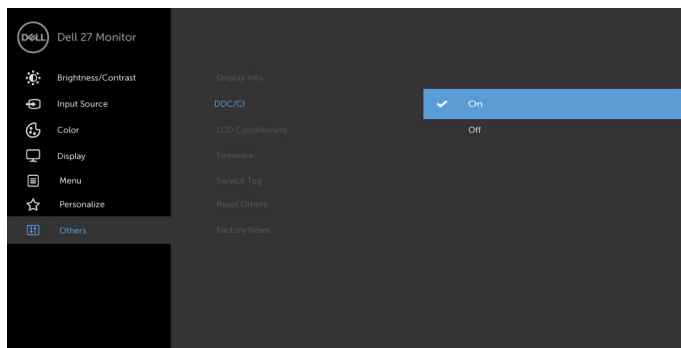 DELL Dell 27 Monitor
Brightness/Contrast
Input Source
Color
Display
Menu
Personalize
Others
Display Info
DDC/CI
LCD Conditioning
Firmware
Service Tag
Reset Others
Factory Reset
On
Off